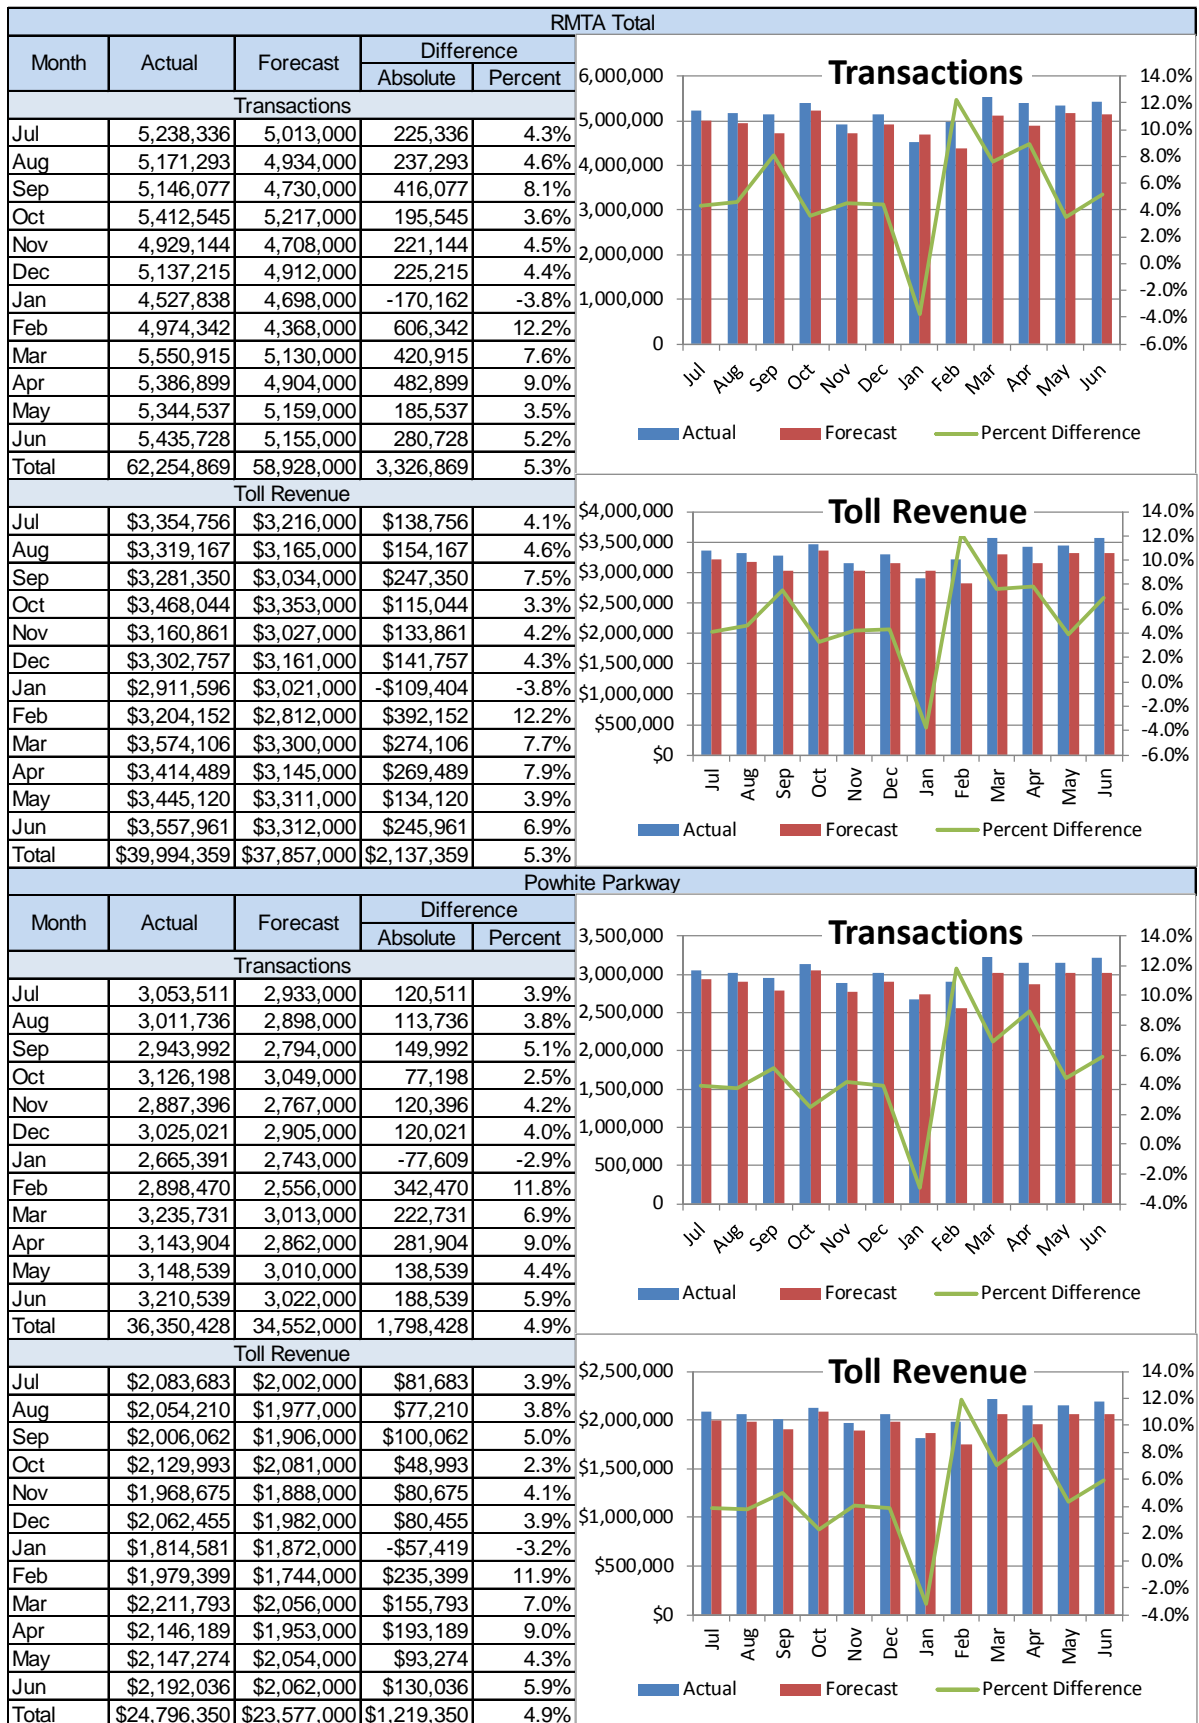 RMTA Total
Month Actual Forecast Difference
Absolute Percent
Transactions
Jul 5,238,336 5,013,000 225,336 4.3%
Aug 5,171,293 4,934,000 237,293 4.6%
Sep 5,146,077 4,730,000 416,077 8.1%
Oct 5,412,545 5,217,000 195,545 3.6%
Nov 4,929,144 4,708,000 221,144 4.5%
Dec 5,137,215 4,912,000 225,215 4.4%
Jan 4,527,838 4,698,000 -170,162 -3.8%
Feb 4,974,342 4,368,000 606,342 12.2%
Mar 5,550,915 5,130,000 420,915 7.6%
Apr 5,386,899 4,904,000 482,899 9.0%
May 5,344,537 5,159,000 185,537 3.5%
Jun 5,435,728 5,155,000 280,728 5.2%
Total 62,254,869 58,928,000 3,326,869 5.3%
Transactions
6,000,000
5,000,000
4,000,000
3,000,000
2,000,000
1,000,000
0
14.0%
12.0%
10.0%
8.0%
6.0%
4.0%
2.0%
0.0%
-2.0%
-4.0%
-6.0%
Jul Aug Sep Oct Nov Dec Jan Feb Mar Apr May Jun
Actual Forecast Percent Difference
Toll Revenue
Jul $3,354,756 $3,216,000 $138,756 4.1%
Aug $3,319,167 $3,165,000 $154,167 4.6%
Sep $3,281,350 $3,034,000 $247,350 7.5%
Oct $3,468,044 $3,353,000 $115,044 3.3%
Nov $3,160,861 $3,027,000 $133,861 4.2%
Dec $3,302,757 $3,161,000 $141,757 4.3%
Jan $2,911,596 $3,021,000 -$109,404 -3.8%
Feb $3,204,152 $2,812,000 $392,152 12.2%
Mar $3,574,106 $3,300,000 $274,106 7.7%
Apr $3,414,489 $3,145,000 $269,489 7.9%
May $3,445,120 $3,311,000 $134,120 3.9%
Jun $3,557,961 $3,312,000 $245,961 6.9%
Total $39,994,359 $37,857,000 $2,137,359 5.3%
Toll Revenue
$4,000,000
$3,500,000
$3,000,000
$2,500,000
$2,000,000
$1,500,000
$1,000,000
$500,000
$0
14.0%
12.0%
10.0%
8.0%
6.0%
4.0%
2.0%
0.0%
-2.0%
-4.0%
-6.0%
Jul Aug Sep Oct Nov Dec Jan Feb Mar Apr May Jun
Actual Forecast Percent Difference
Powhite Parkway
Month Actual Forecast Difference
Absolute Percent
Transactions
Jul 3,053,511 2,933,000 120,511 3.9%
Aug 3,011,736 2,898,000 113,736 3.8%
Sep 2,943,992 2,794,000 149,992 5.1%
Oct 3,126,198 3,049,000 77,198 2.5%
Nov 2,887,396 2,767,000 120,396 4.2%
Dec 3,025,021 2,905,000 120,021 4.0%
Jan 2,665,391 2,743,000 -77,609 -2.9%
Feb 2,898,470 2,556,000 342,470 11.8%
Mar 3,235,731 3,013,000 222,731 6.9%
Apr 3,143,904 2,862,000 281,904 9.0%
May 3,148,539 3,010,000 138,539 4.4%
Jun 3,210,539 3,022,000 188,539 5.9%
Total 36,350,428 34,552,000 1,798,428 4.9%
Transactions
3,500,000
3,000,000
2,500,000
2,000,000
1,500,000
1,000,000
500,000
0
14.0%
12.0%
10.0%
8.0%
6.0%
4.0%
2.0%
0.0%
-2.0%
-4.0%
Jul Aug Sep Oct Nov Dec Jan Feb Mar Apr May Jun
Actual Forecast Percent Difference
Toll Revenue
Jul $2,083,683 $2,002,000 $81,683 3.9%
Aug $2,054,210 $1,977,000 $77,210 3.8%
Sep $2,006,062 $1,906,000 $100,062 5.0%
Oct $2,129,993 $2,081,000 $48,993 2.3%
Nov $1,968,675 $1,888,000 $80,675 4.1%
Dec $2,062,455 $1,982,000 $80,455 3.9%
Jan $1,814,581 $1,872,000 -$57,419 -3.2%
Feb $1,979,399 $1,744,000 $235,399 11.9%
Mar $2,211,793 $2,056,000 $155,793 7.0%
Apr $2,146,189 $1,953,000 $193,189 9.0%
May $2,147,274 $2,054,000 $93,274 4.3%
Jun $2,192,036 $2,062,000 $130,036 5.9%
Total $24,796,350 $23,577,000 $1,219,350 4.9%
Toll Revenue
$2,500,000
$2,000,000
$1,500,000
$1,000,000
$500,000
$0
14.0%
12.0%
10.0%
8.0%
6.0%
4.0%
2.0%
0.0%
-2.0%
-4.0%
Jul Aug Sep Oct Nov Dec Jan Feb Mar Apr May Jun
Actual Forecast Percent Difference